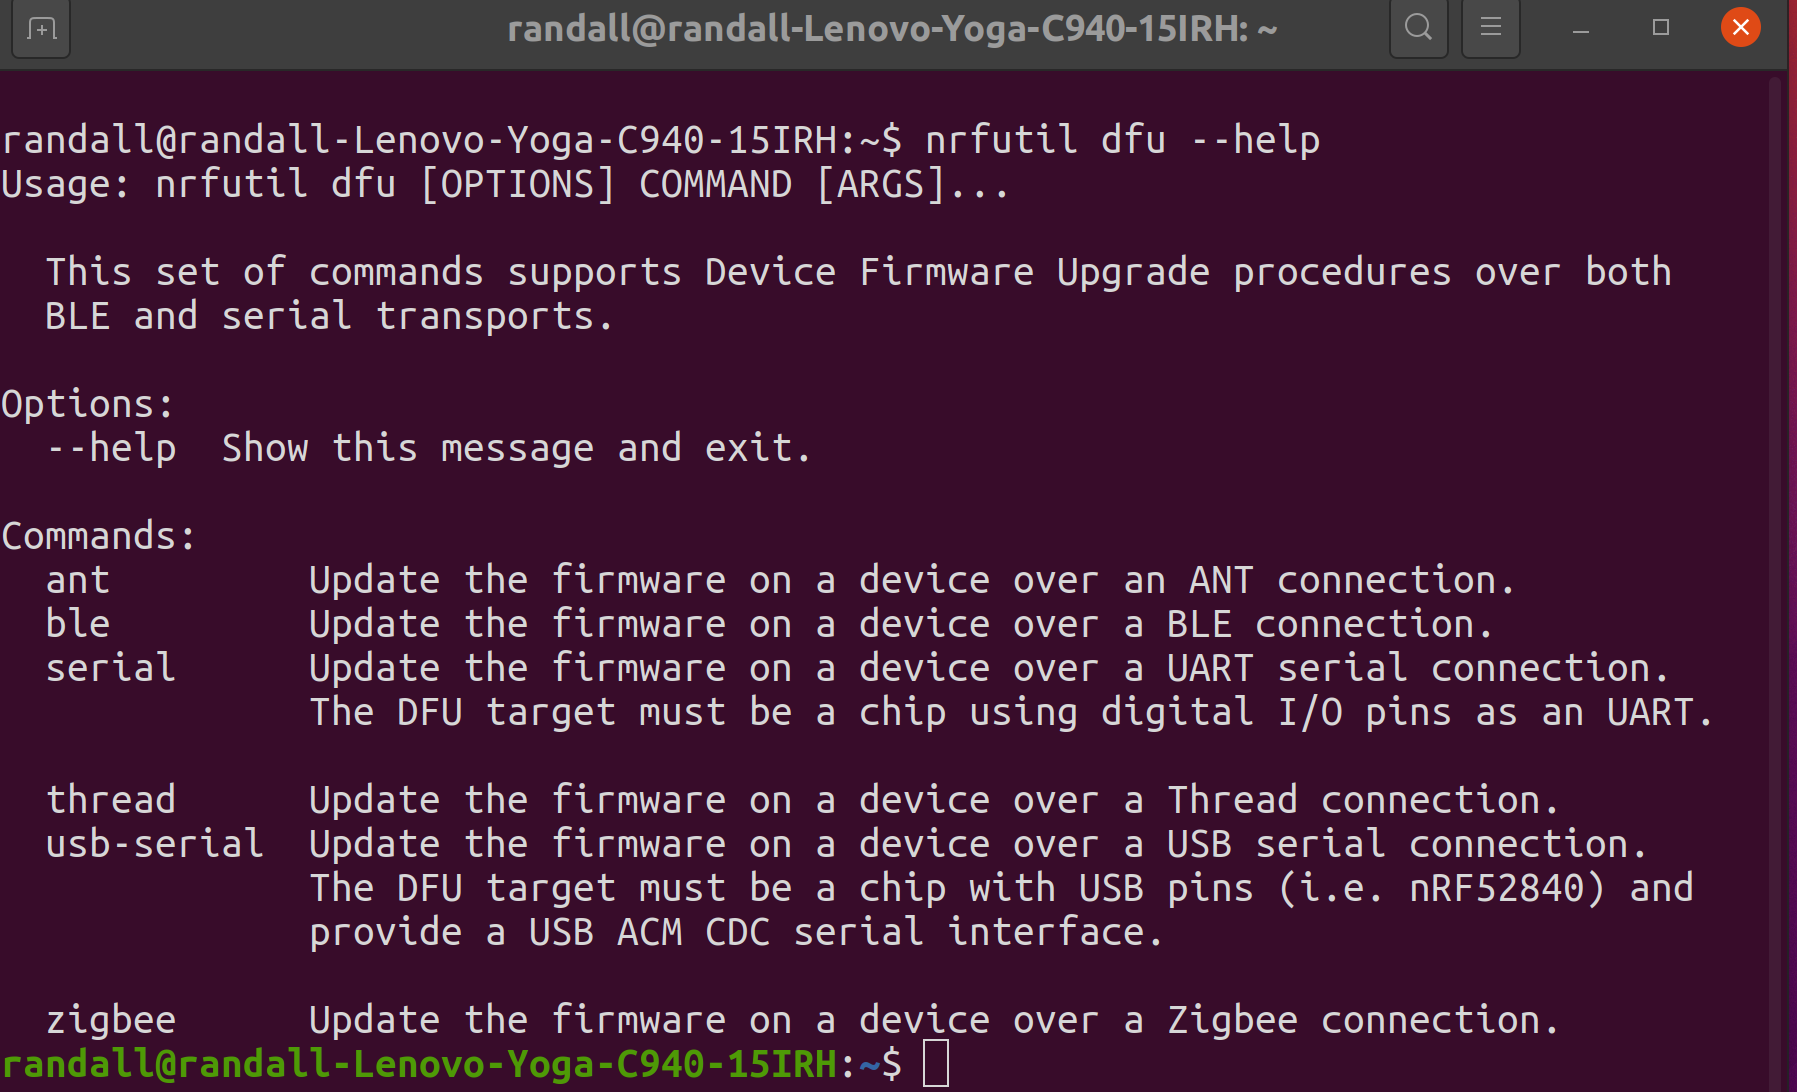 randall@randall-Lenovo-Yoga-C940-15IRH: ~
randall@randall-Lenovo-Yoga-C940-15IRH:~$ nrfutil dfu --help
Usage: nrfutil dfu [OPTIONS] COMMAND [ARGS]...
This set of commands supports Device Firmware Upgrade procedures over both
BLE and serial transports.
Options:
--help  Show this message and exit.
Commands:
ant         Update the firmware on a device over an ANT connection.
ble         Update the firmware on a device over a BLE connection.
serial      Update the firmware on a device over a UART serial connection.
The DFU target must be a chip using digital I/O pins as an UART.
thread      Update the firmware on a device over a Thread connection.
usb-serial  Update the firmware on a device over a USB serial connection.
The DFU target must be a chip with USB pins (i.e. nRF52840) and
provide a USB ACM CDC serial interface.
zigbee      Update the firmware on a device over a Zigbee connection.
randall@randall-Lenovo-Yoga-C940-15IRH:~$